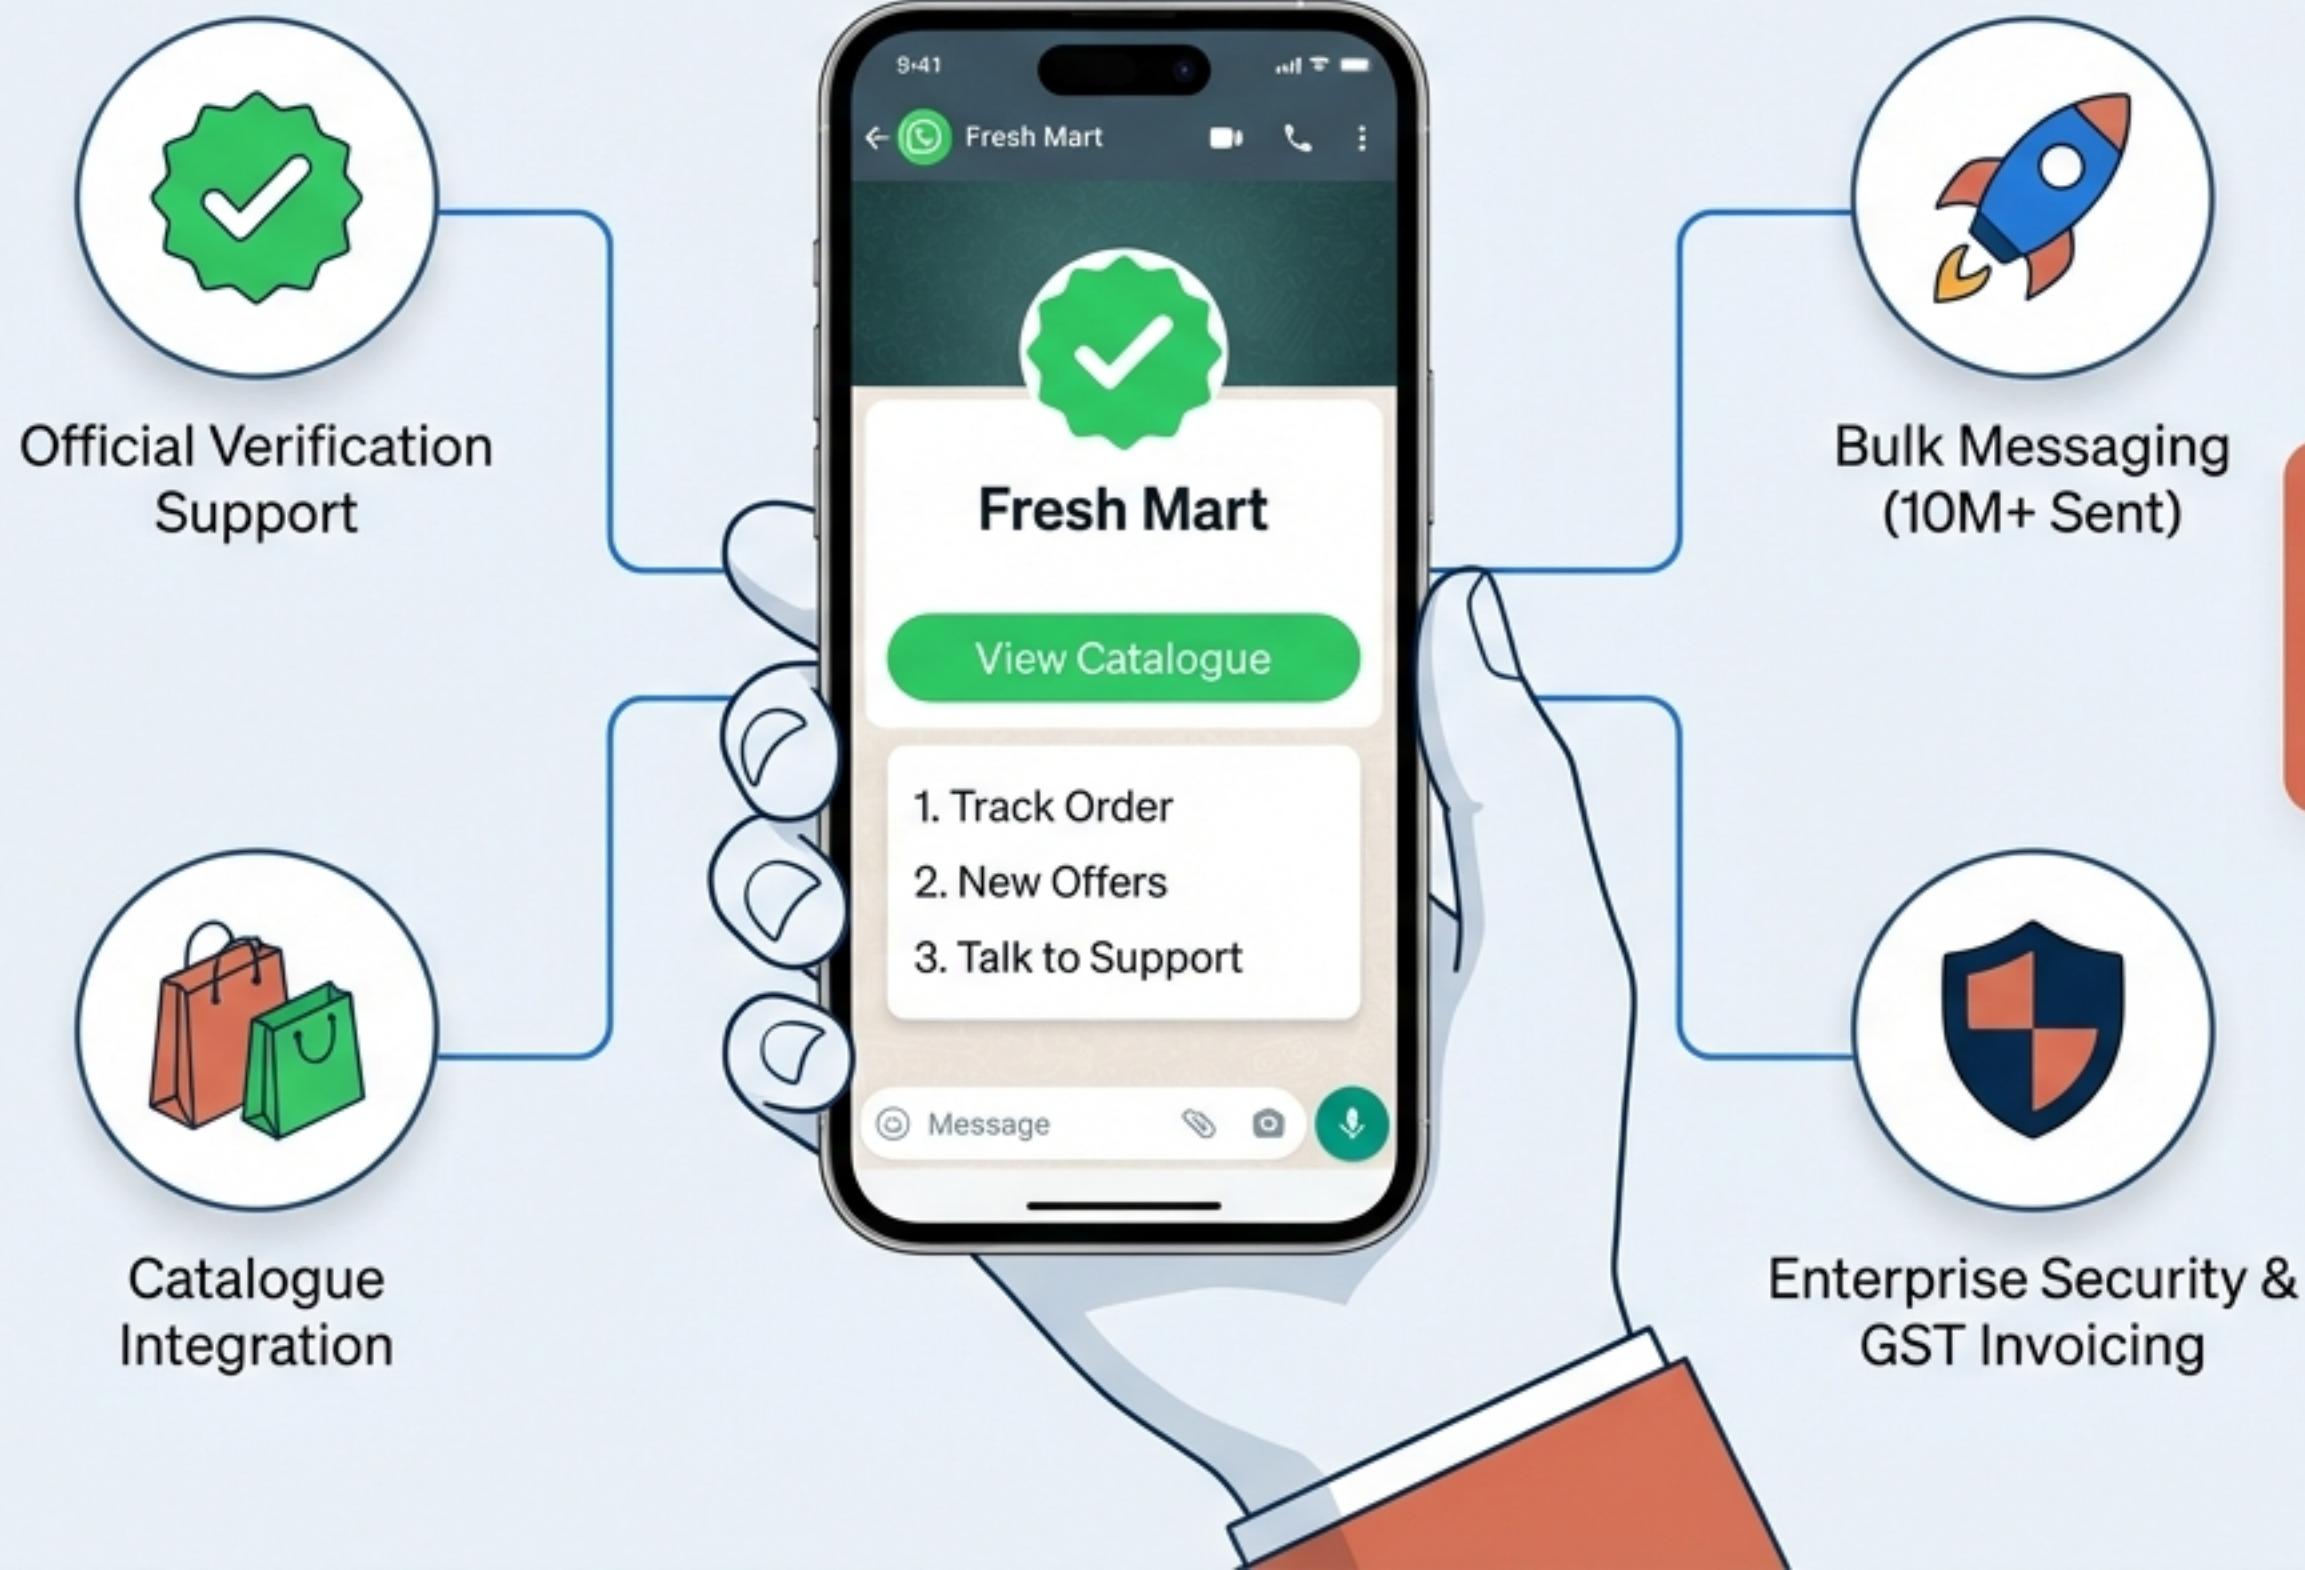 9:41
Fresh Mart
Official Verification
Support
Bulk Messaging
(10M+ Sent)
Fresh Mart
View Catalogue
1. Track Order
2. New Offers
3. Talk to Support
Message
Catalogue
Integration
Enterprise Security &
GST Invoicing